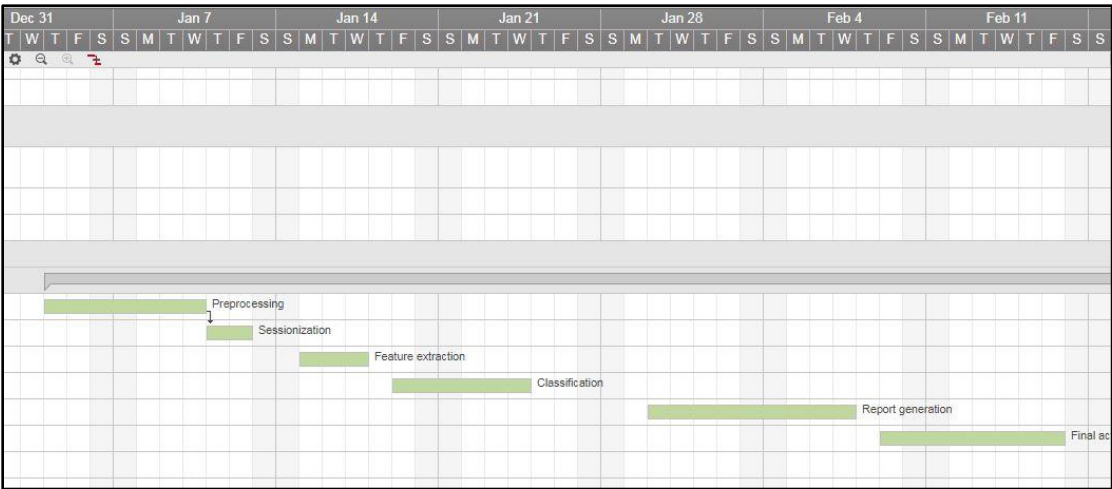 Dec 31 Jan 7 Jan 14 Jan 21 Jan 28 Feb 4 Feb 11
T W T F S S M T W T F S S M T W T F S S M T W T F S S M T W T F S S M T W T F S S M T W T F S S
Preprocessing
Sessionization
Feature extraction
Classification
Report generation
Final ac